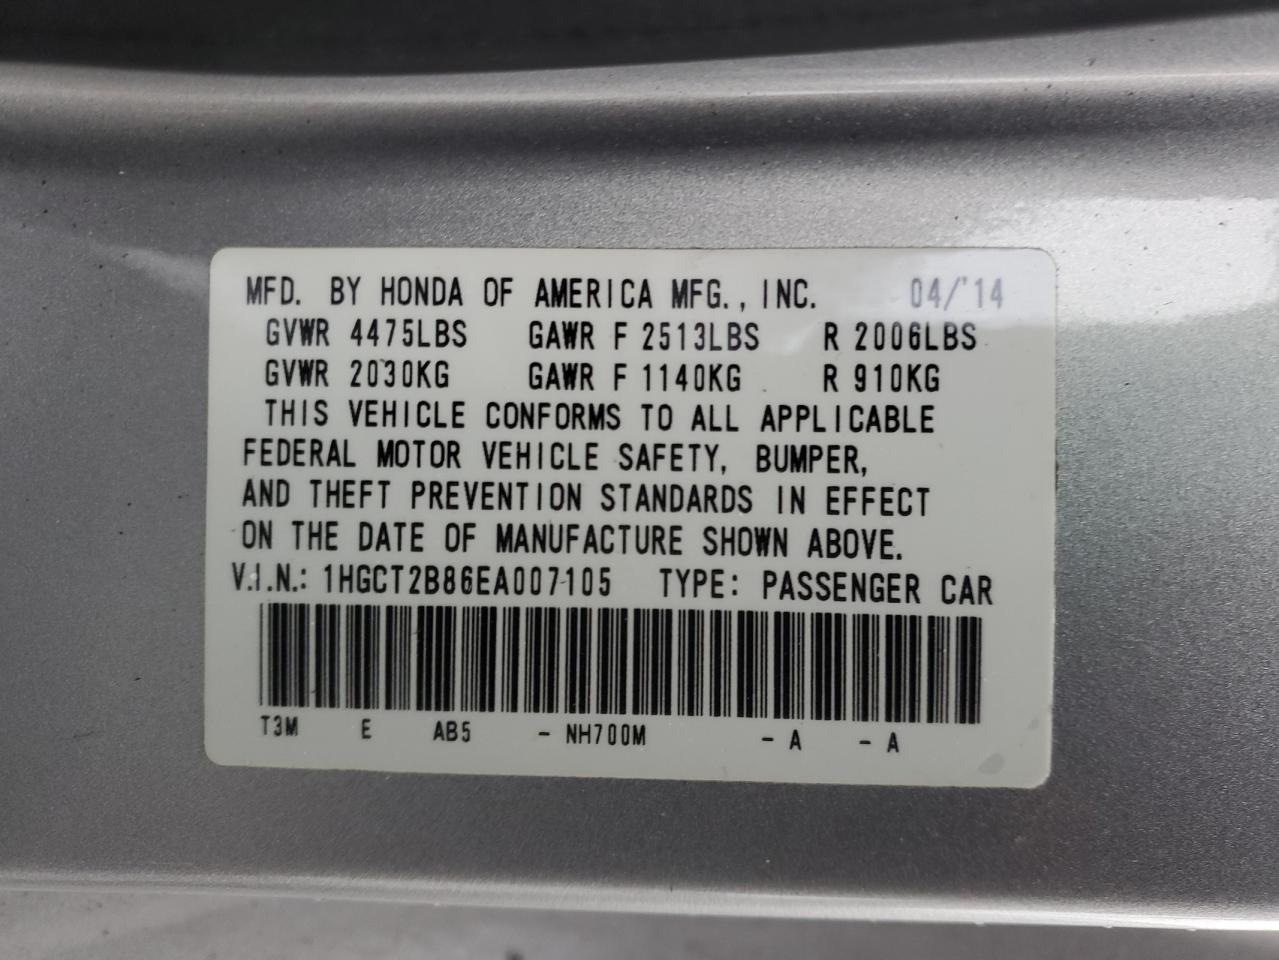 MFD. BY HONDA OF AMERICA MFG., INC. 04/'14
GVWR 4475LBS GAWR F 2513LBS R 2006LBS
GVWR 2030KG GAWR F 1140KG R 910KG
THIS VEHICLE CONFORMS TO ALL APPLICABLE
FEDERAL MOTOR VEHICLE SAFETY, BUMPER,
AND THEFT PREVENTION STANDARDS IN EFFECT
ON THE DATE OF MANUFACTURE SHOWN ABOVE.
V.I.N.: 1HGCT2B86EA007105 TYPE: PASSENGER CAR
T3M E AB5 - NH700M - A - A